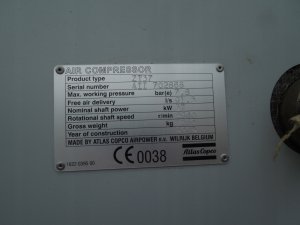 AIR COMPRESSOR
Product type
Serial number
Max. working pressure bar(e)
Free air delivery l/s
Nominal shaft power kW
Rotational shaft speed r/min
Gross weight kg
Year of construction
MADE BY ATLAS COPCO AIRPOWER n.v. WILRIJK BELGIUM
CE 0038
Atlas Copco